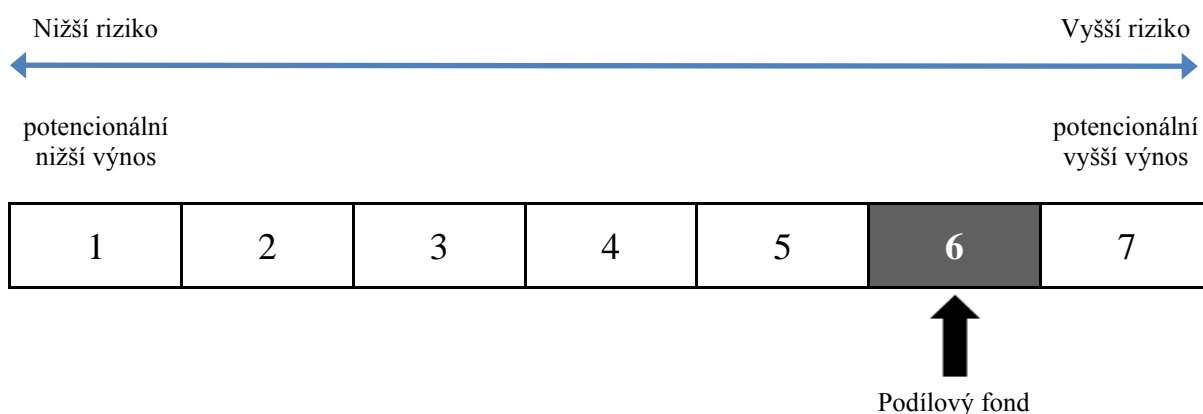 Nižší riziko
Vyšší riziko
potencionální
nižší výnos
potencionální
vyšší výnos
1 2 3 4 5 6 7
Podílový fond